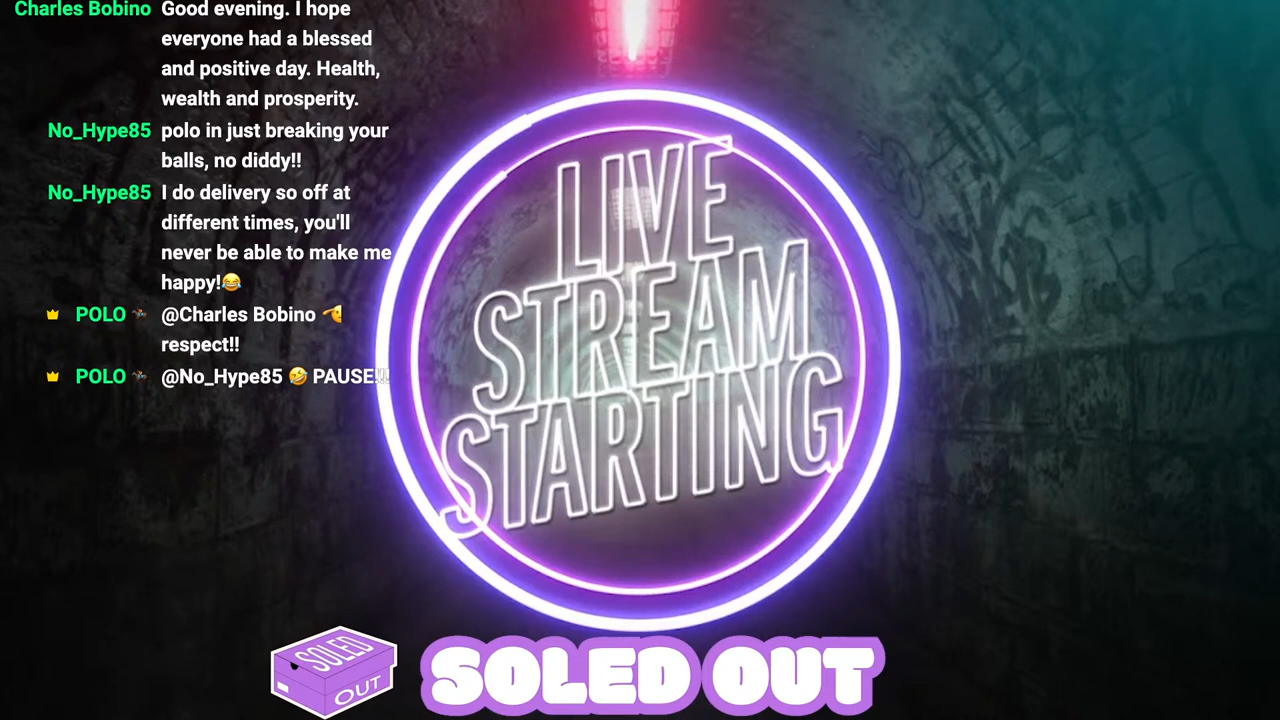 Charles Bobino Good evening. I hope
everyone had a blessed
and positive day. Health,
wealth and prosperity.
No_Hype85 polo in just breaking your
balls, no diddy!!
No_Hype85 I do delivery so off at
different times, you'll
never be able to make me
happy!😂
POLO @Charles Bobino 🫡
respect!!
POLO @No_Hype85 🤣 PAUSE!!!
LIVE
STREAM
STARTING
SOLED
OUT
SOLED OUT